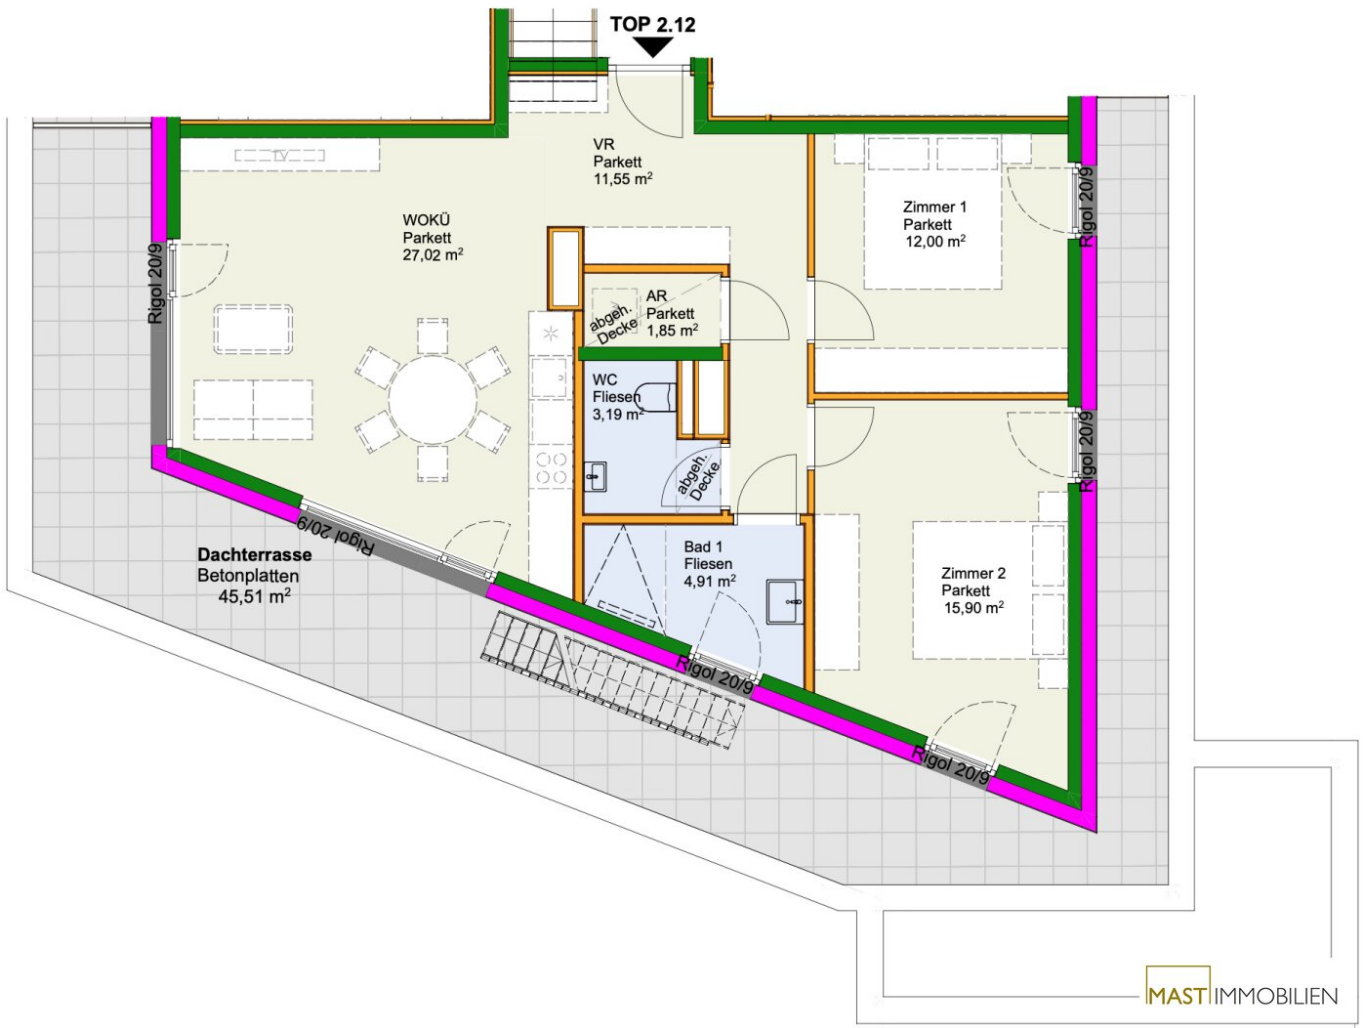 TOP 2.12
TV
VR
Parkett
11,55 m²
WOKÜ
Parkett
27,02 m²
Zimmer 1
Parkett
12,00 m²
Rigol 20/9
Rigol 20/9
AR
Parkett
1,85 m²
abgeh.
Decke
WC
Fliesen
3,19 m²
abgeh.
Decke
Rigol 20/9
Rigol 20/9
Dachterrasse
Betonplatten
45,51 m²
Bad 1
Fliesen
4,91 m²
Zimmer 2
Parkett
15,90 m²
Rigol 20/9
Rigol 20/9
MAST IMMOBILIEN